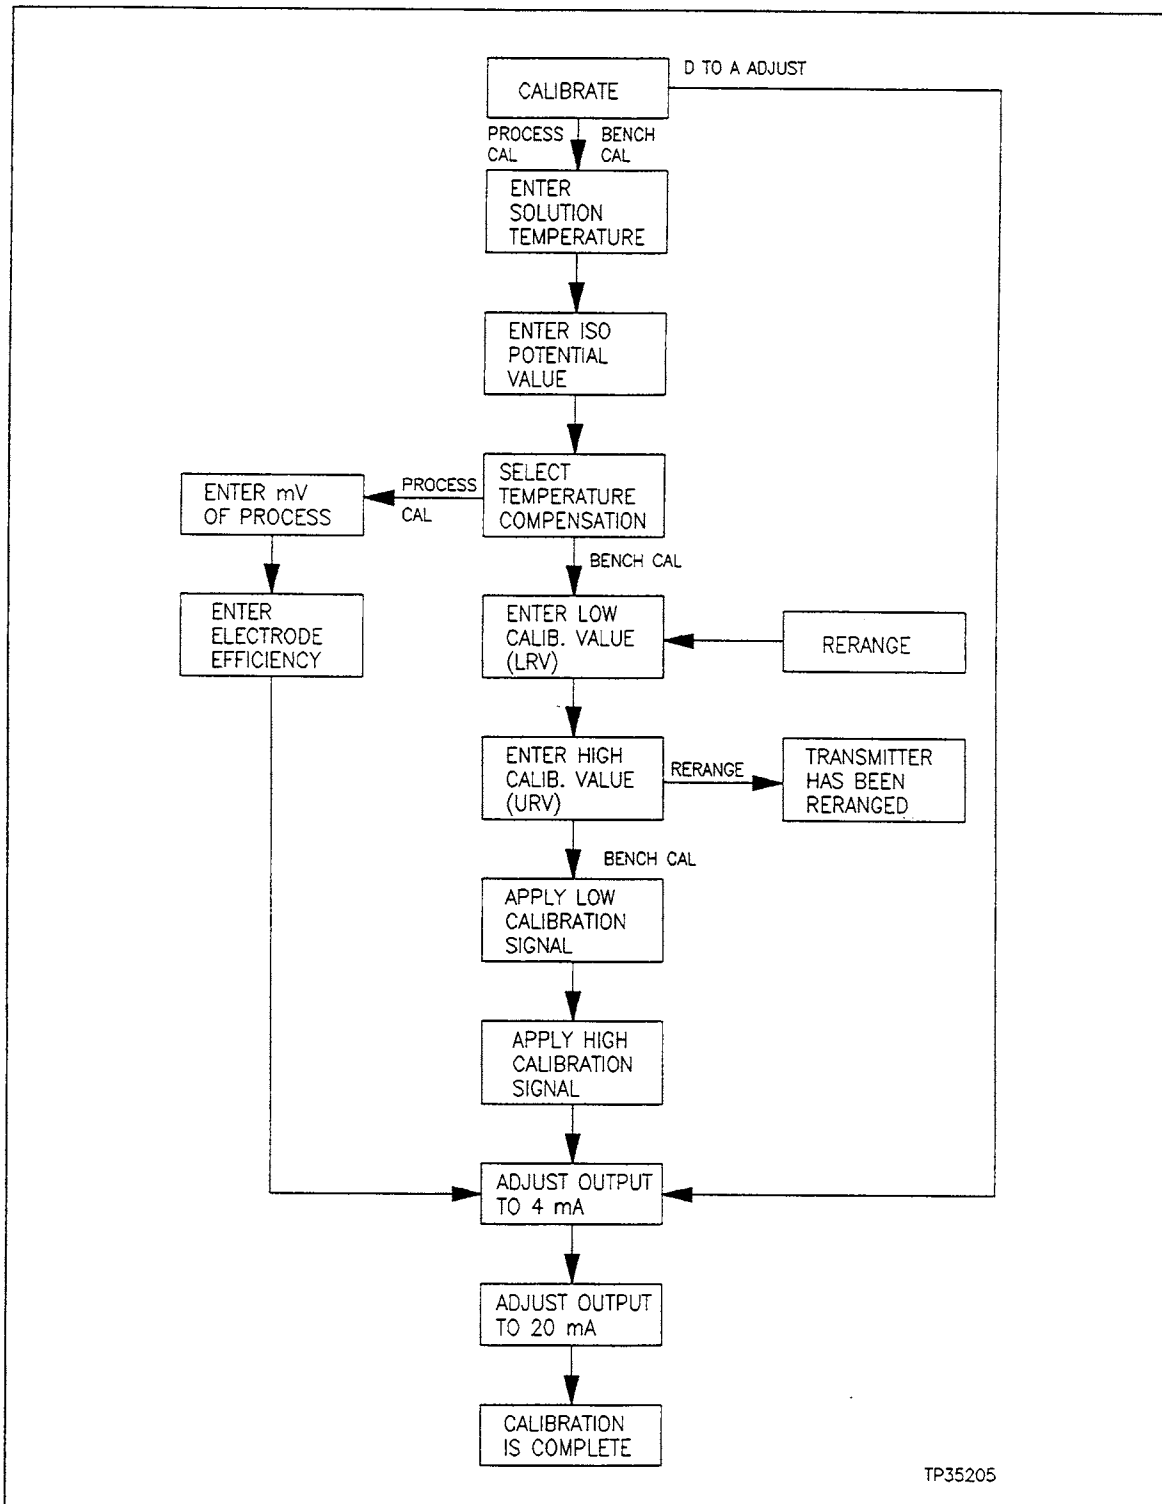 D TO A ADJUST
CALIBRATE
PROCESS
CAL
BENCH
CAL
ENTER
SOLUTION
TEMPERATURE
ENTER ISO
POTENTIAL
VALUE
SELECT
TEMPERATURE
COMPENSATION
PROCESS
CAL
ENTER mV
OF PROCESS
BENCH CAL
ENTER
ELECTRODE
EFFICIENCY
ENTER LOW
CALIB. VALUE
(LRV)
RERANGE
ENTER HIGH
CALIB. VALUE
(URV)
RERANGE
TRANSMITTER
HAS BEEN
RERANGED
BENCH CAL
APPLY LOW
CALIBRATION
SIGNAL
APPLY HIGH
CALIBRATION
SIGNAL
ADJUST OUTPUT
TO 4 mA
ADJUST OUTPUT
TO 20 mA
CALIBRATION
IS COMPLETE
TP35205